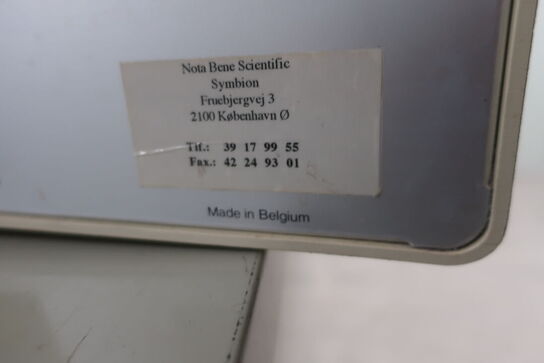 Nota Bene Scientific
Symbion
Fruebjergvej 3
2100 København Ø
Tlf.: 39 17 99 55
Fax.: 42 24 93 01
Made in Belgium